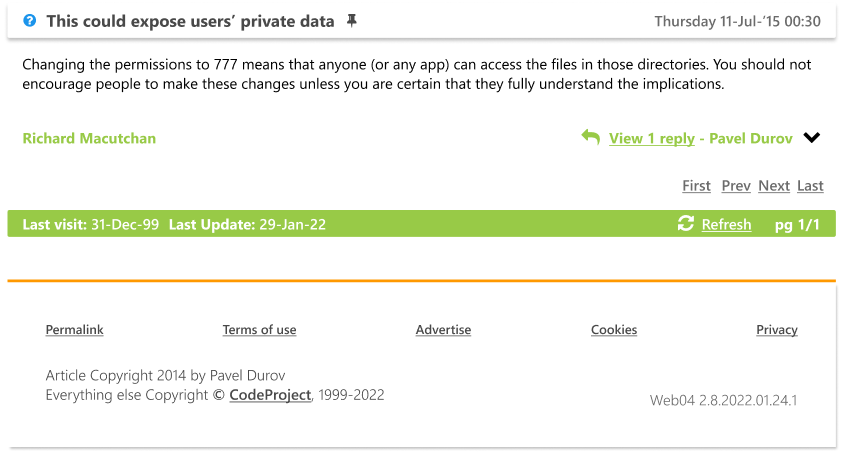 This could expose users’ private data Thursday 11-Jul-’15 00:30
Changing the permissions to 777 means that anyone (or any app) can access the files in those directories. You should not
encourage people to make these changes unless you are certain that they fully understand the implications.
Richard Macutchan View 1 reply - Pavel Durov
First Prev Next Last
Last visit: 31-Dec-99 Last Update: 29-Jan-22 Refresh pg 1/1
Permalink Terms of use Advertise Cookies Privacy
Article Copyright 2014 by Pavel Durov
Everything else Copyright © CodeProject, 1999-2022
Web04 2.8.2022.01.24.1